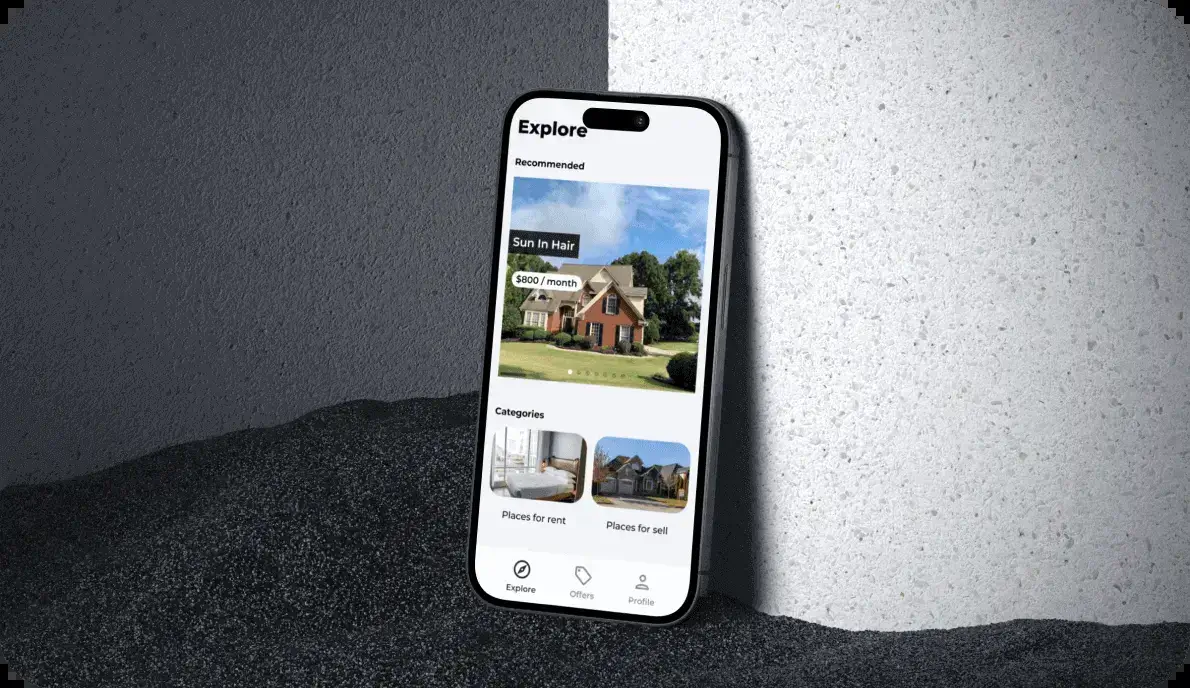 Explore
Recommended
Sun In Hair
$800 / month
Categories
Places for rent
Places for sell
Explore
Offers
Profile